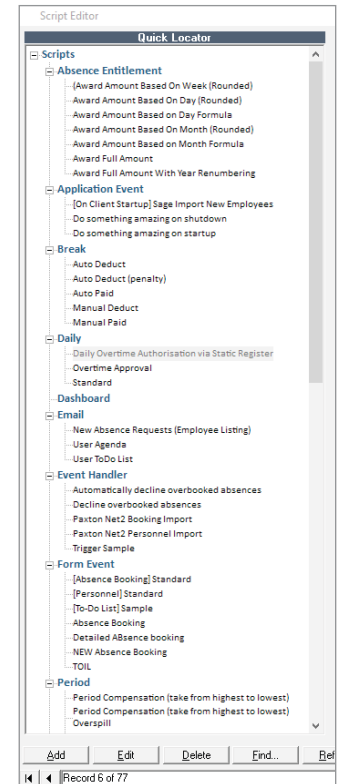 Script Editor
Quick Locator
Scripts
Absence Entitlement
(Award Amount Based On Week (Rounded)
Award Amount Based On Day (Rounded)
Award Amount Based on Day Formula
Award Amount Based On Month (Rounded)
Award Amount Based on Month Formula
Award Full Amount
Award Full Amount With Year Renumbering
Application Event
[On Client Startup] Sage Import New Employees
Do something amazing on shutdown
Do something amazing on startup
Break
Auto Deduct
Auto Deduct (penalty)
Auto Paid
Manual Deduct
Manual Paid
Daily
Daily Overtime Authorisation via Static Register
Overtime Approval
Standard
Dashboard
Email
New Absence Requests (Employee Listing)
User Agenda
User ToDo List
Event Handler
Automatically decline overbooked absences
Decline overbooked absences
Paxton Net2 Booking Import
Paxton Net2 Personnel Import
Trigger Sample
Form Event
[Absence Booking] Standard
[Personnel] Standard
[To-Do List] Sample
Absence Booking
Detailed ABsence booking
NEW Absence Booking
TOIL
Period
Period Compensation (take from highest to lowest)
Period Compensation (take from highest to lowest)
Overspill
Add Edit Delete Find... Ref
Record 6 of 77